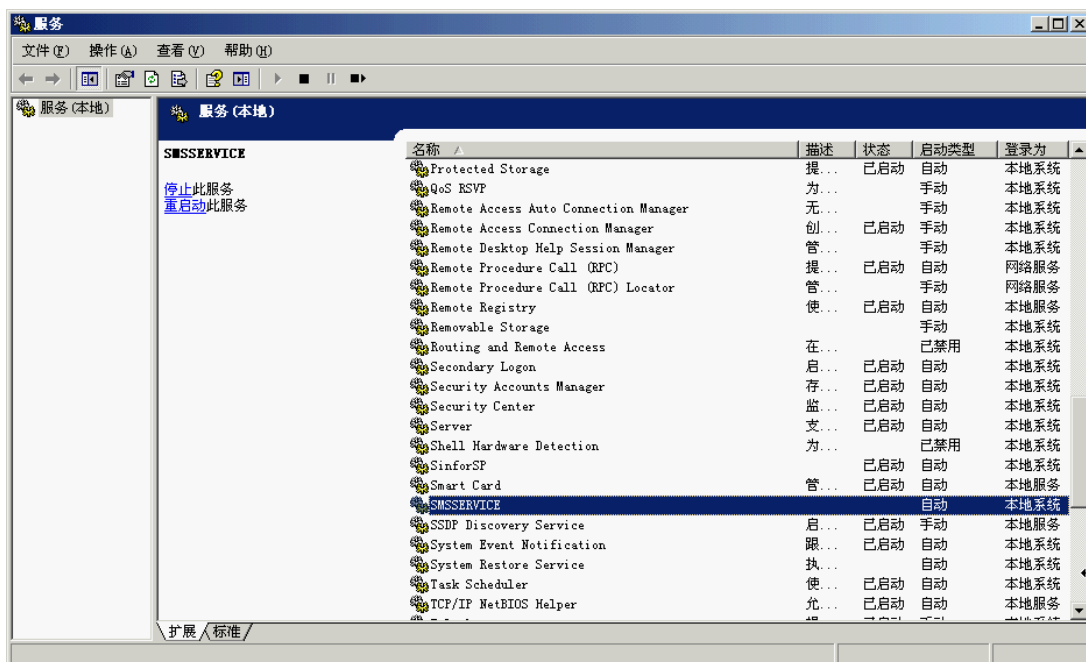 服务
文件(F) 操作(A) 查看(V) 帮助(H)
服务(本地)
服务(本地)
SMSSERVICE
停止此服务
重启动此服务
名称 描述 状态 启动类型 登录为
Protected Storage 提... 已启动 自动 本地系统
QoS RSVP 为... 手动 本地系统
Remote Access Auto Connection Manager 无... 手动 本地系统
Remote Access Connection Manager 创... 已启动 手动 本地系统
Remote Desktop Help Session Manager 管... 手动 本地系统
Remote Procedure Call (RPC) 提... 已启动 自动 网络服务
Remote Procedure Call (RPC) Locator 管... 手动 网络服务
Remote Registry 使... 已启动 自动 本地服务
Removable Storage 手动 本地系统
Routing and Remote Access 在... 已禁用 本地系统
Secondary Logon 启... 已启动 自动 本地系统
Security Accounts Manager 存... 已启动 自动 本地系统
Security Center 监... 已启动 自动 本地系统
Server 支... 已启动 自动 本地系统
Shell Hardware Detection 为... 已禁用 本地系统
SinforSP 已启动 自动 本地系统
Smart Card 管... 已启动 自动 本地服务
SMSSERVICE 自动 本地系统
SSDP Discovery Service 启... 已启动 手动 本地服务
System Event Notification 跟... 已启动 自动 本地系统
System Restore Service 执... 自动 本地系统
Task Scheduler 使... 已启动 自动 本地系统
TCP/IP NetBIOS Helper 允... 已启动 自动 本地服务
扩展 标准